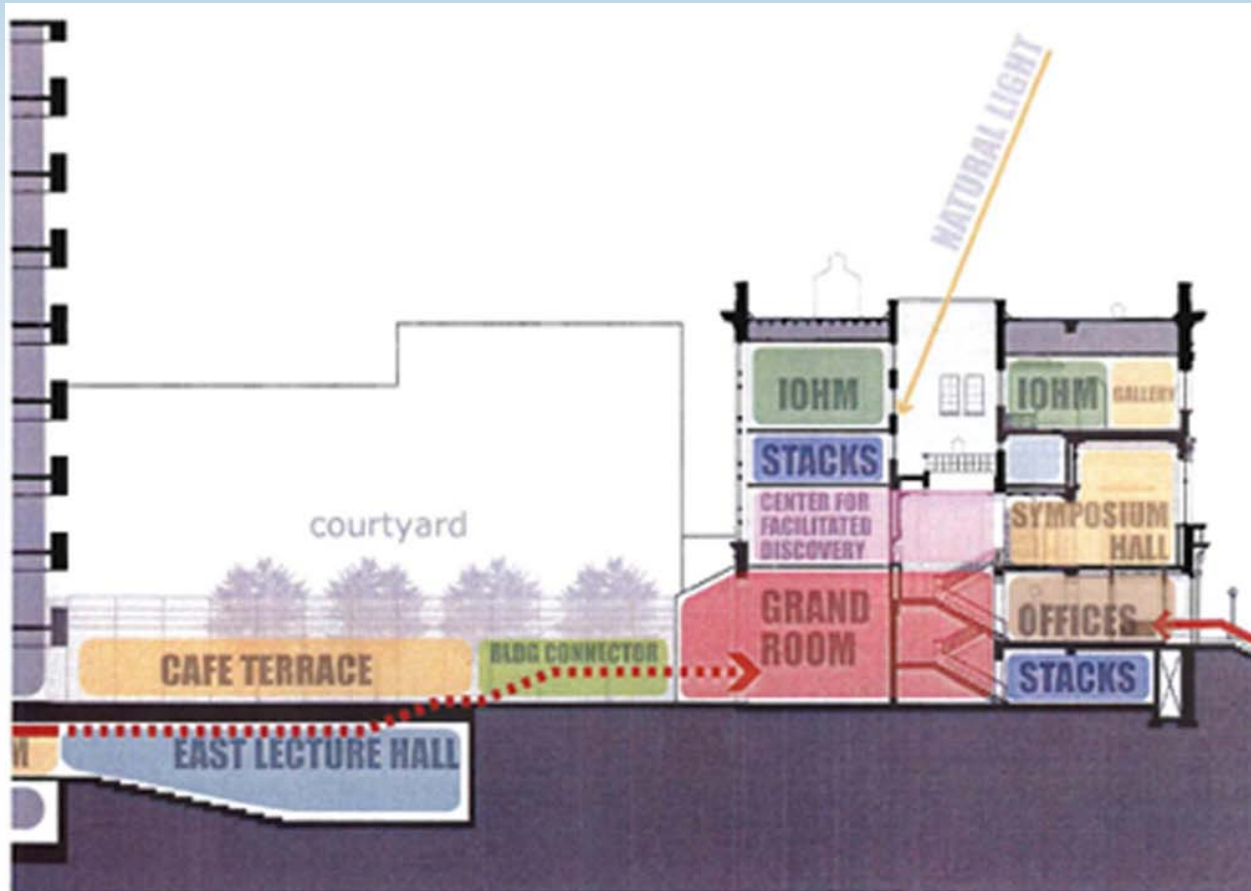 NATURAL LIGHT
IOHM
IOHM
GALLERY
STACKS
courtyard
CENTER FOR
FACILITATED
DISCOVERY
SYMPOSIUM
HALL
GRAND
ROOM
OFFICES
CAFE TERRACE
BLDG CONNECTOR
STACKS
M
EAST LECTURE HALL